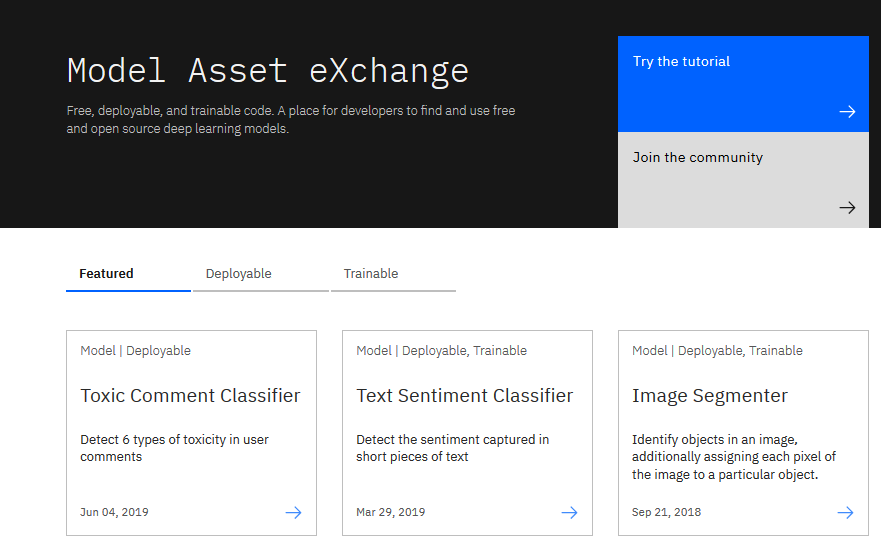 Model Asset eXchange
Free, deployable, and trainable code. A place for developers to find and use free
and open source deep learning models.
Try the tutorial
Join the community
Featured
Deployable
Trainable
Model | Deployable
Toxic Comment Classifier
Detect 6 types of toxicity in user
comments
Jun 04, 2019
Model | Deployable, Trainable
Text Sentiment Classifier
Detect the sentiment captured in
short pieces of text
Mar 29, 2019
Model | Deployable, Trainable
Image Segmenter
Identify objects in an image,
additionally assigning each pixel of
the image to a particular object.
Sep 21, 2018